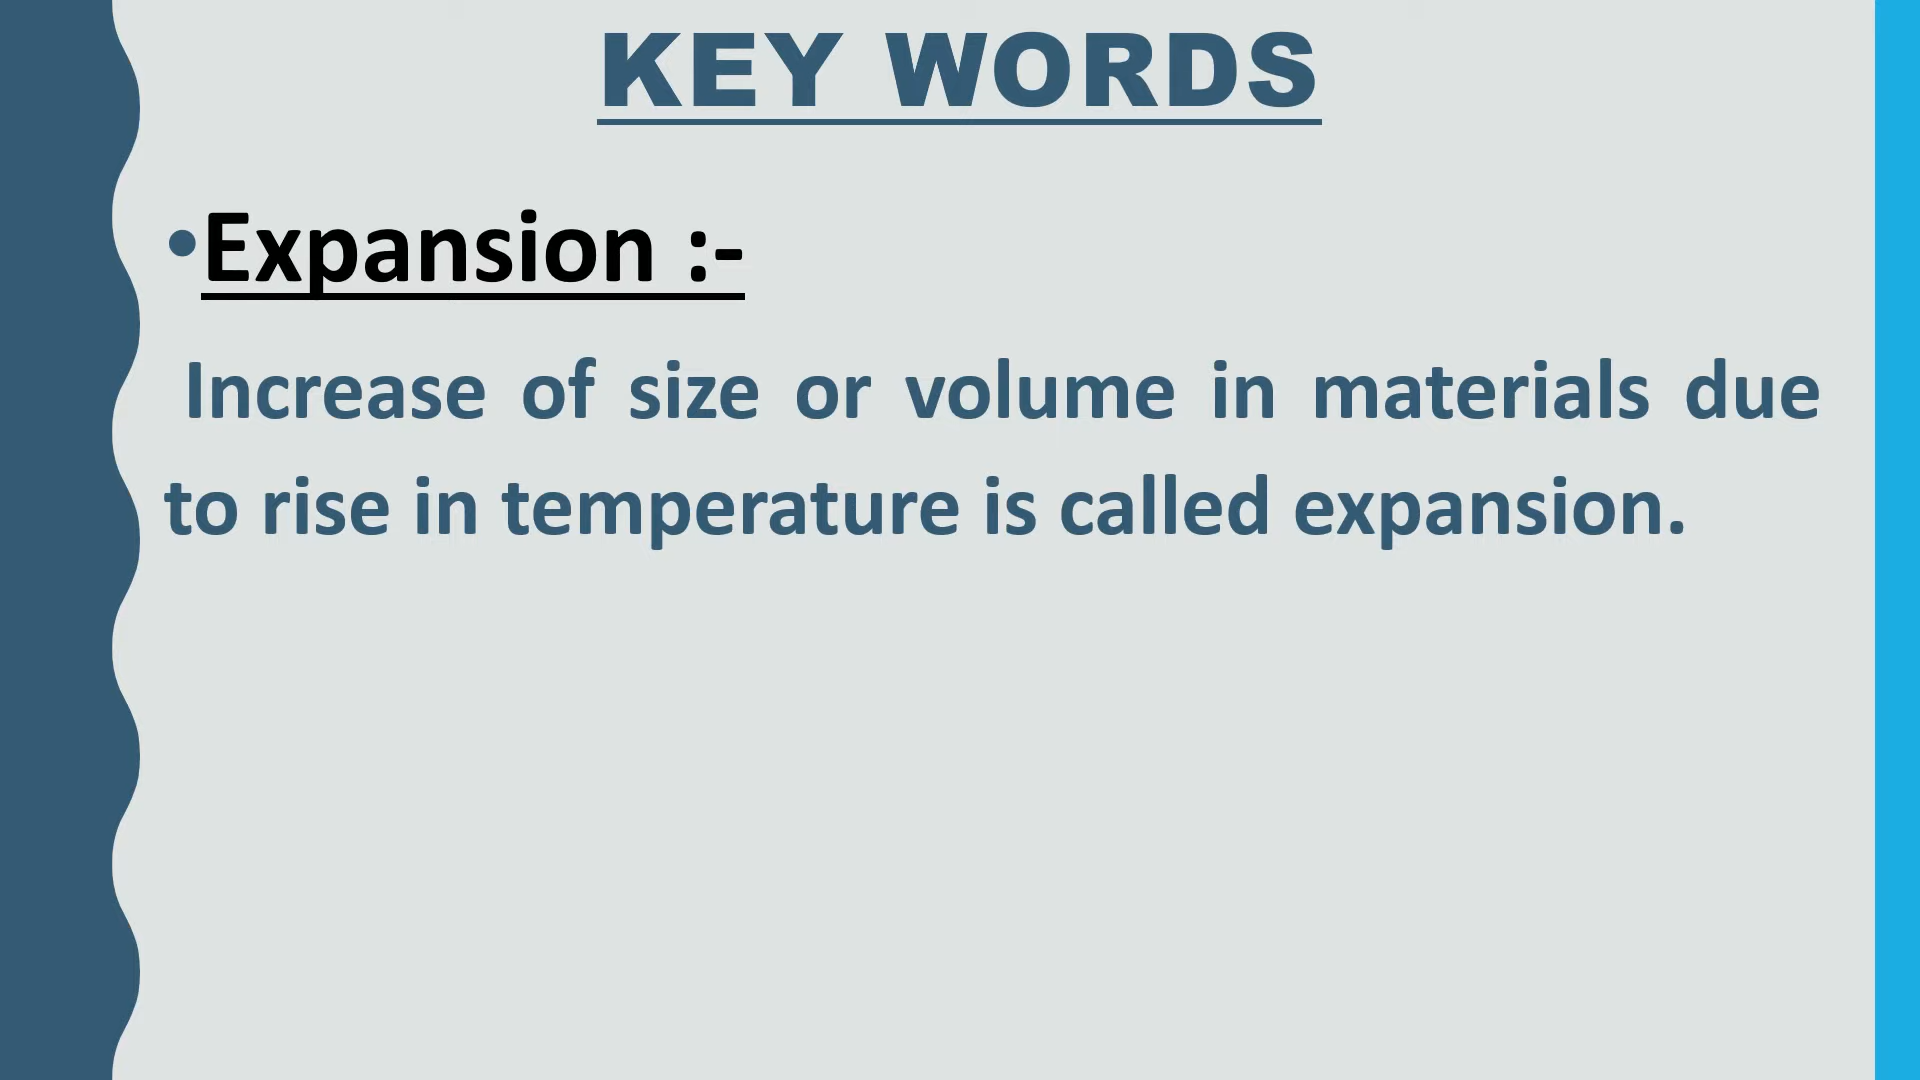 KEY WORDS
•Expansion :-
Increase of size or volume in materials due
to rise in temperature is called expansion.